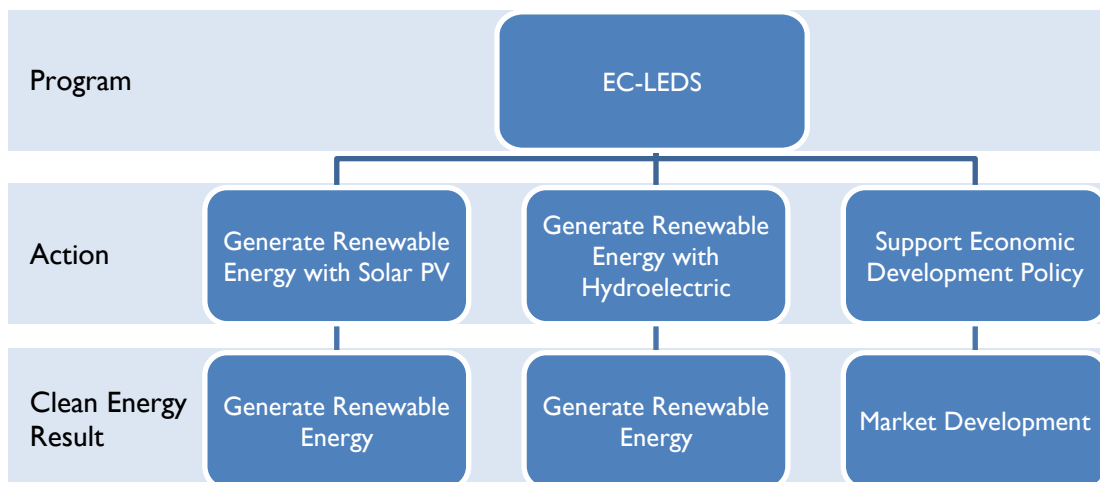 Program
EC-LEDS
Action
Generate Renewable
Energy with Solar PV
Generate Renewable
Energy with
Hydroelectric
Support Economic
Development Policy
Clean Energy
Result
Generate Renewable
Energy
Generate Renewable
Energy
Market Development